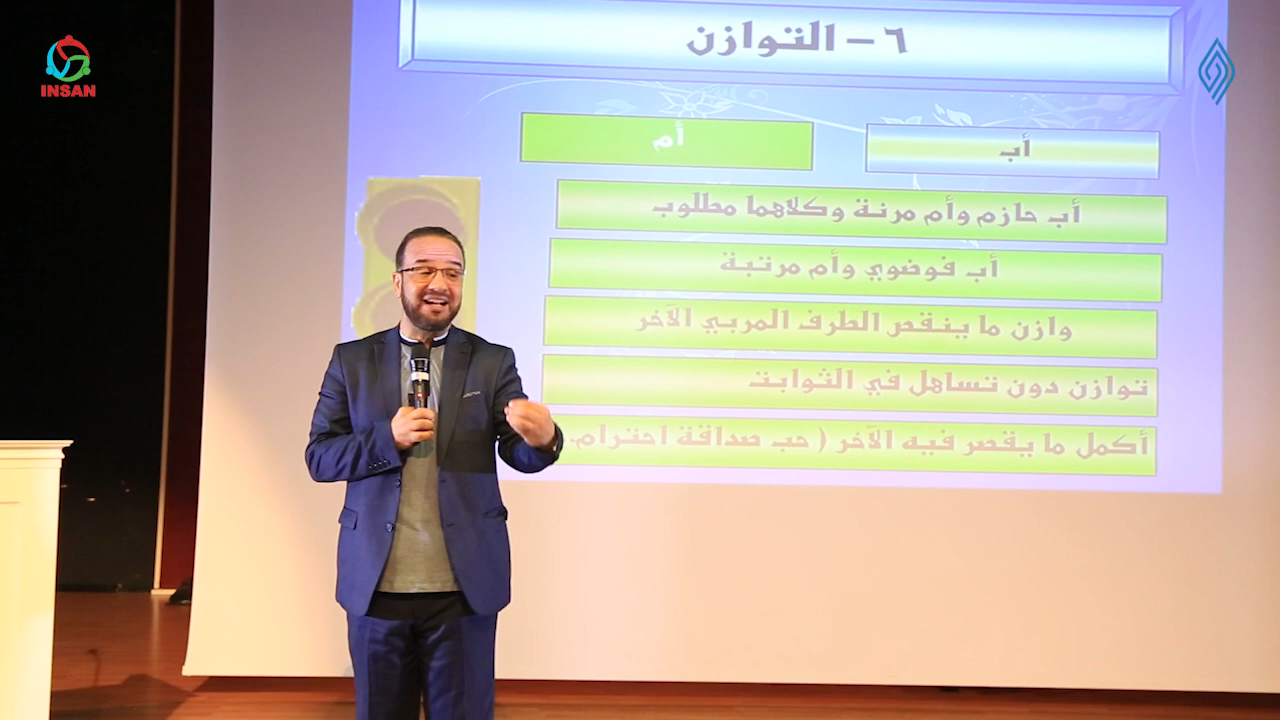 INSAN
٦ - التوازن
أب
أم
أب حازم وأم مرنة وكلاهما مطلوب
أب فوضوي وأم مرتبة
وازن ما ينقص الطرف المربي الآخر
توازن دون تساهل في الثوابت
أكمل ما يقصر فيه الآخر ( حب صداقة احترام.